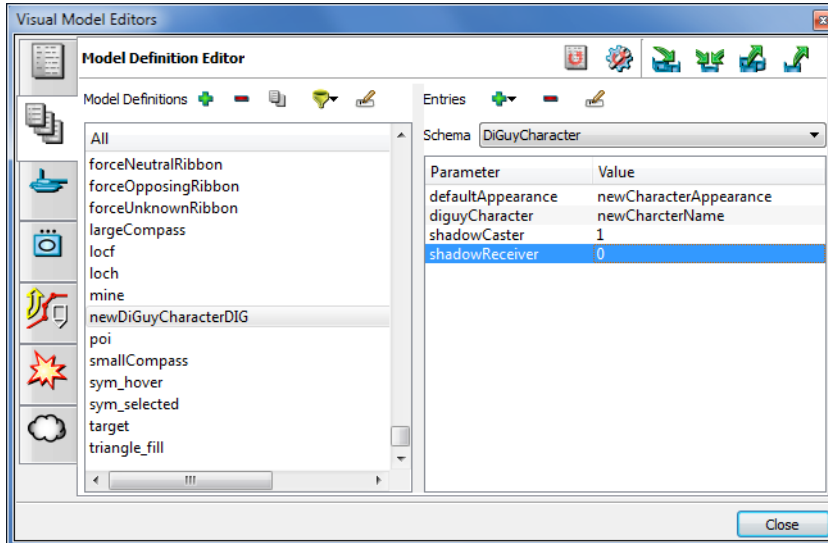 Visual Model Editors
Model Definition Editor
Model Definitions
Entries
All
forceNeutralRibbon
forceOpposingRibbon
forceUnknownRibbon
largeCompass
locf
loch
mine
newDiGuyCharacterDIG
poi
smallCompass
sym_hover
sym_selected
target
triangle_fill
Schema DiGuyCharacter
Parameter Value
defaultAppearance newCharacterAppearance
diguyCharacter newCharcterName
shadowCaster 1
shadowReceiver 0
Close